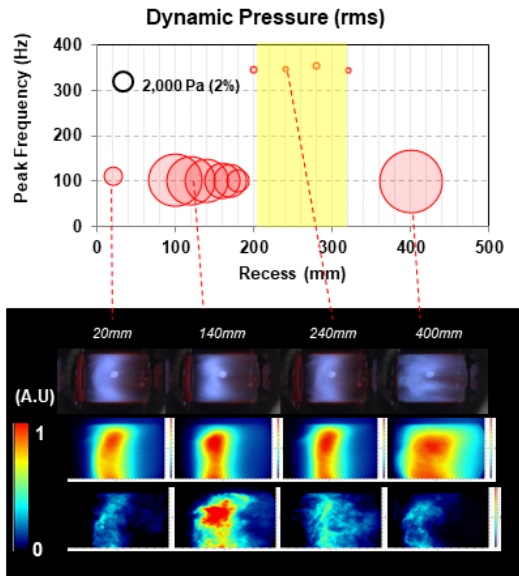 Dynamic Pressure (rms)
Peak Frequency (Hz)
400
300
200
100
0
2,000 Pa (2%)
0 100 200 300 400 500
Recess (mm)
20mm 140mm 240mm 400mm
(A.U)
1
0